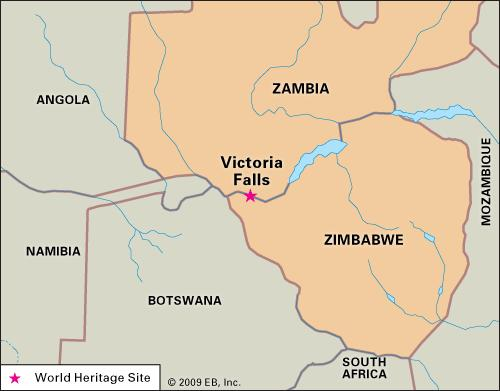 ZAMBIA
ANGOLA
Victoria
Falls
MOZAMBIQUE
ZIMBABWE
NAMIBIA
BOTSWANA
SOUTH
AFRICA
World Heritage Site
© 2009 EB, Inc.